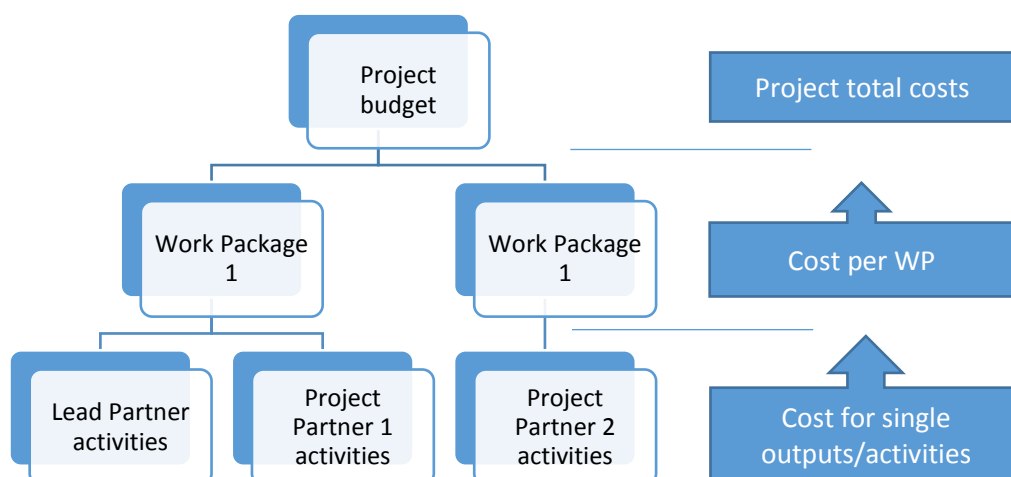 Project
budget
Project total costs
Work Package
1
Work Package
1
Cost per WP
Lead Partner
activities
Project
Partner 1
activities
Project
Partner 2
activities
Cost for single
outputs/activities